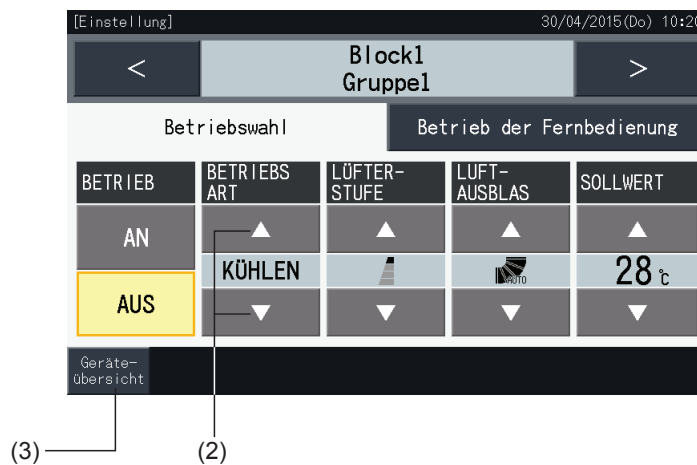 [Einstellung] 30/04/2015(Do) 10:20
< Block1 >
Gruppe1
Betriebswahl Betrieb der Fernbedienung
BETRIEB BETRIEBS ART LÜFTER- STUFE LUFT- AUSBLAS SOLLWERT
AN
KÜHLEN AUTO 28 °C
AUS
Geräte-
übersicht
(3) (2)